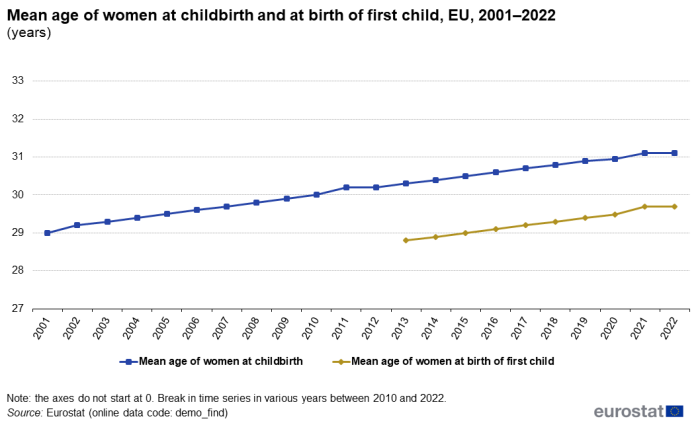 Mean age of women at childbirth and at birth of first child, EU, 2001–2022
(years)
33
32
31
30
29
28
27
2001 2002 2003 2004 2005 2006 2007 2008 2009 2010 2011 2012 2013 2014 2015 2016 2017 2018 2019 2020 2021 2022
Mean age of women at childbirth Mean age of women at birth of first child
Note: the axes do not start at 0. Break in time series in various years between 2010 and 2022.
Source: Eurostat (online data code: demo_find)
eurostat